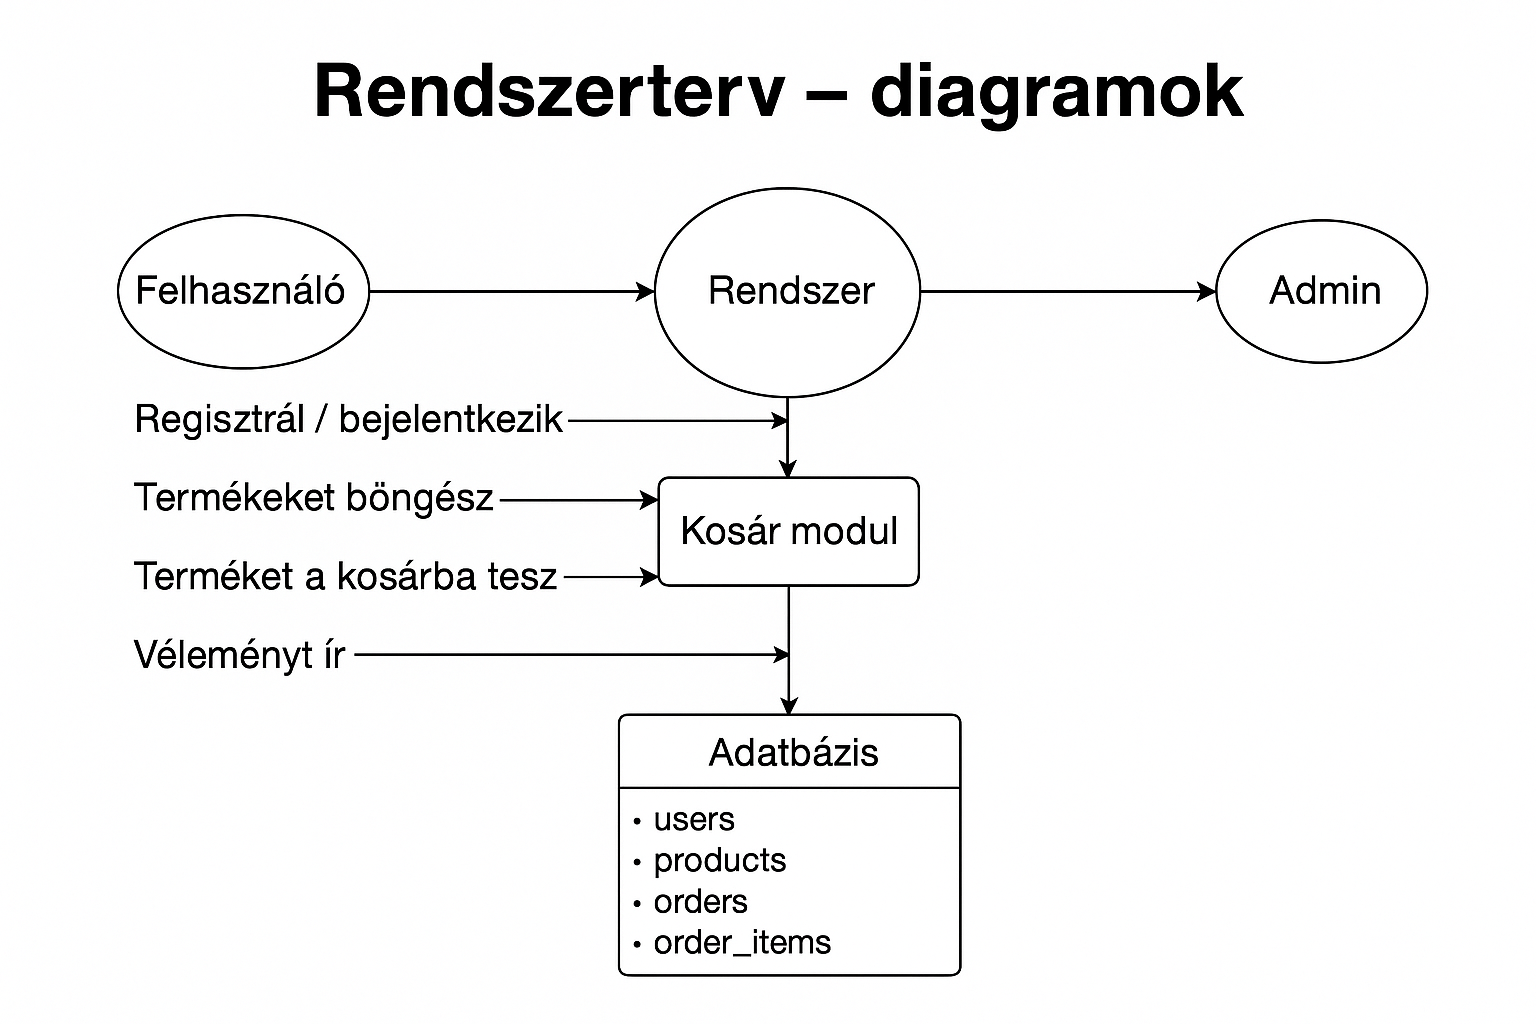 Rendszerterv – diagramok
Felhasználó
Rendszer
Admin
Regisztrál / bejelentkezik
Termékeket böngész
Kosár modul
Terméket a kosárba tesz
Véleményt ír
Adatbázis
• users
• products
• orders
• order_items